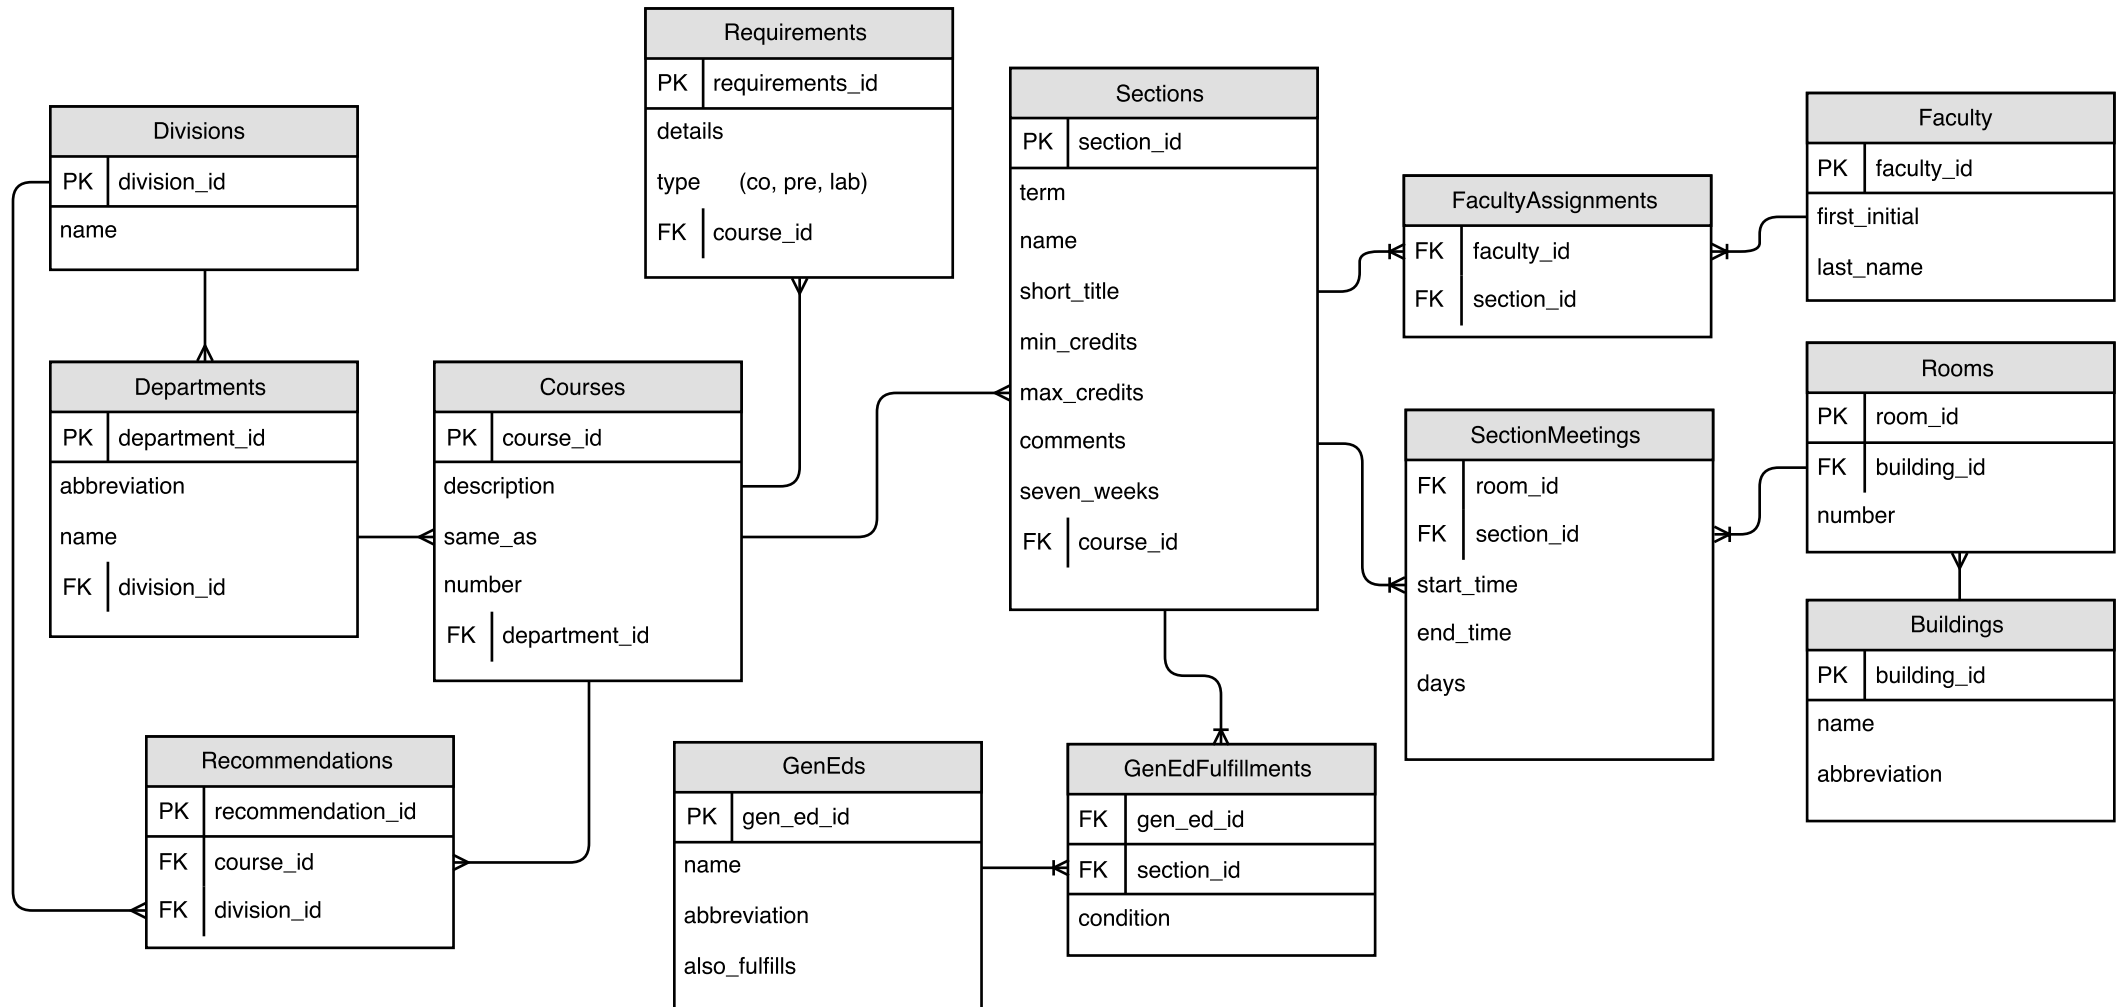 Requirements
PK requirements_id
details
type (co, pre, lab)
FK course_id
Divisions
PK division_id
name
Departments
PK department_id
abbreviation
name
FK division_id
Courses
PK course_id
description
same_as
number
FK department_id
Recommendations
PK recommendation_id
FK course_id
FK division_id
Sections
PK section_id
term
name
short_title
min_credits
max_credits
comments
seven_weeks
FK course_id
GenEds
PK gen_ed_id
name
abbreviation
also_fulfills
GenEdFulfillments
FK gen_ed_id
FK section_id
condition
FacultyAssignments
FK faculty_id
FK section_id
SectionMeetings
FK room_id
FK section_id
start_time
end_time
days
Faculty
PK faculty_id
first_initial
last_name
Rooms
PK room_id
FK building_id
number
Buildings
PK building_id
name
abbreviation